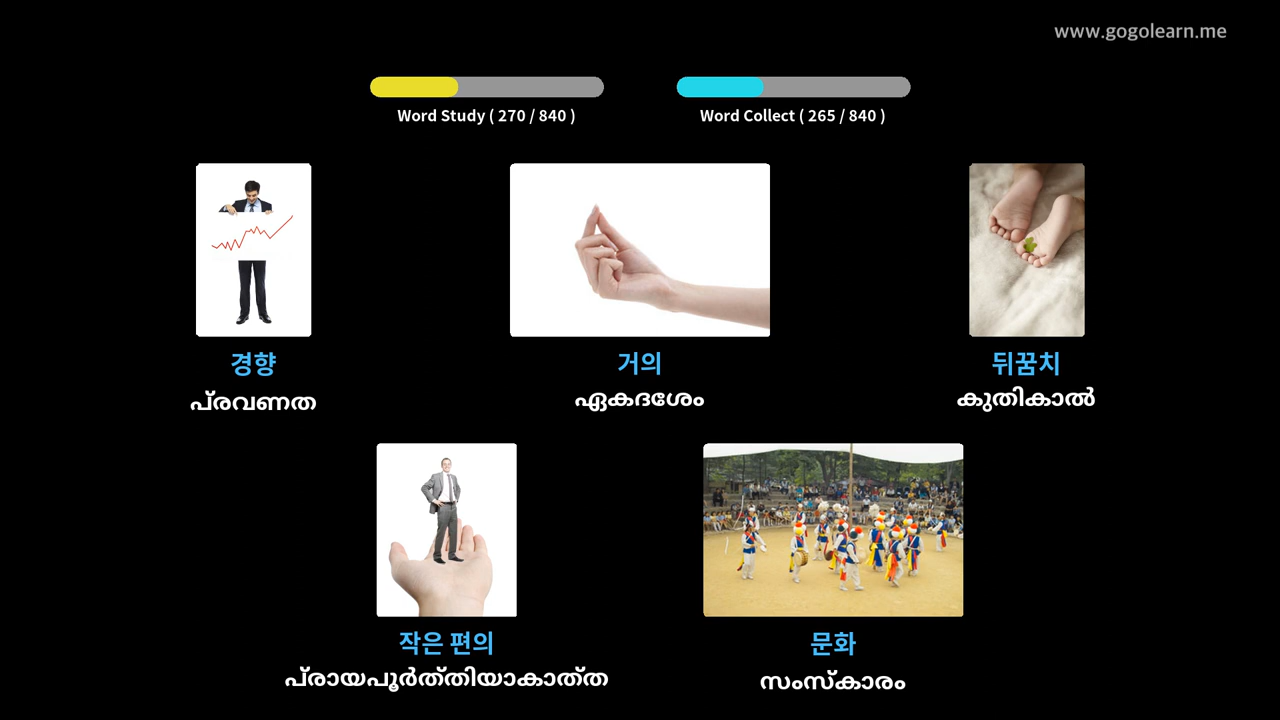 www.gogolearn.me
Word Study ( 270 / 840 )
Word Collect ( 265 / 840 )
경향
പ്രവണത
거의
ഏകദശേം
뒤꿈치
കുതികാൽ
작은 편의
പ്രായപൂർത്തിയാകാത്ത
문화
സംസ്കാരം